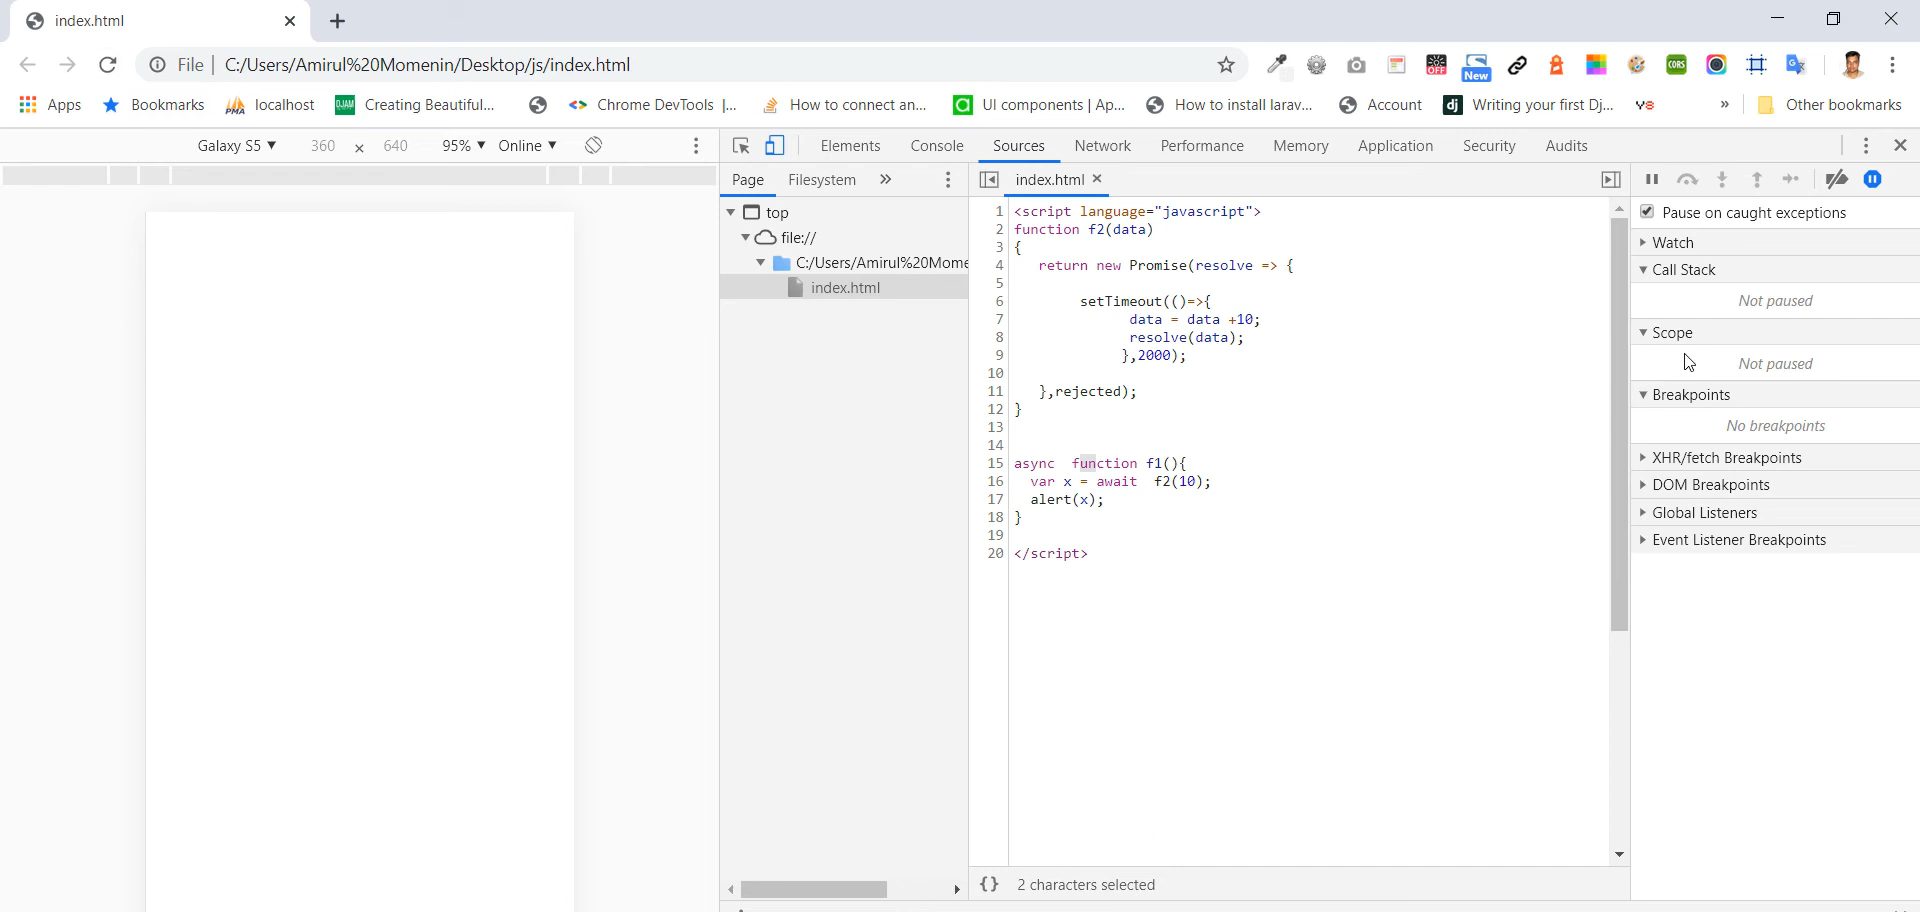 index.html
File | C:/Users/Amirul%20Momenin/Desktop/js/index.html
OFF
New
CORS
Apps Bookmarks PMA localhost DJAM Creating Beautiful... Chrome DevTools |... How to connect an... UI components | Ap... How to install larav... Account dj Writing your first Dj... » Other bookmarks
Galaxy S5 ▼ 360 × 640 95% ▼ Online ▼
Elements Console Sources Network Performance Memory Application Security Audits
Page Filesystem »
top
file://
C:/Users/Amirul%20Mome
index.html
index.html ×
1 <script language="javascript">
2 function f2(data)
3 {
4 return new Promise(resolve => {
5
6 setTimeout(()=>{
7 data = data +10;
8 resolve(data);
9 },2000);
10
11 },rejected);
12 }
13
14
15 async function f1(){
16 var x = await f2(10);
17 alert(x);
18 }
19
20 </script>
{} 2 characters selected
Pause on caught exceptions
Watch
Call Stack
Not paused
Scope
Not paused
Breakpoints
No breakpoints
XHR/fetch Breakpoints
DOM Breakpoints
Global Listeners
Event Listener Breakpoints